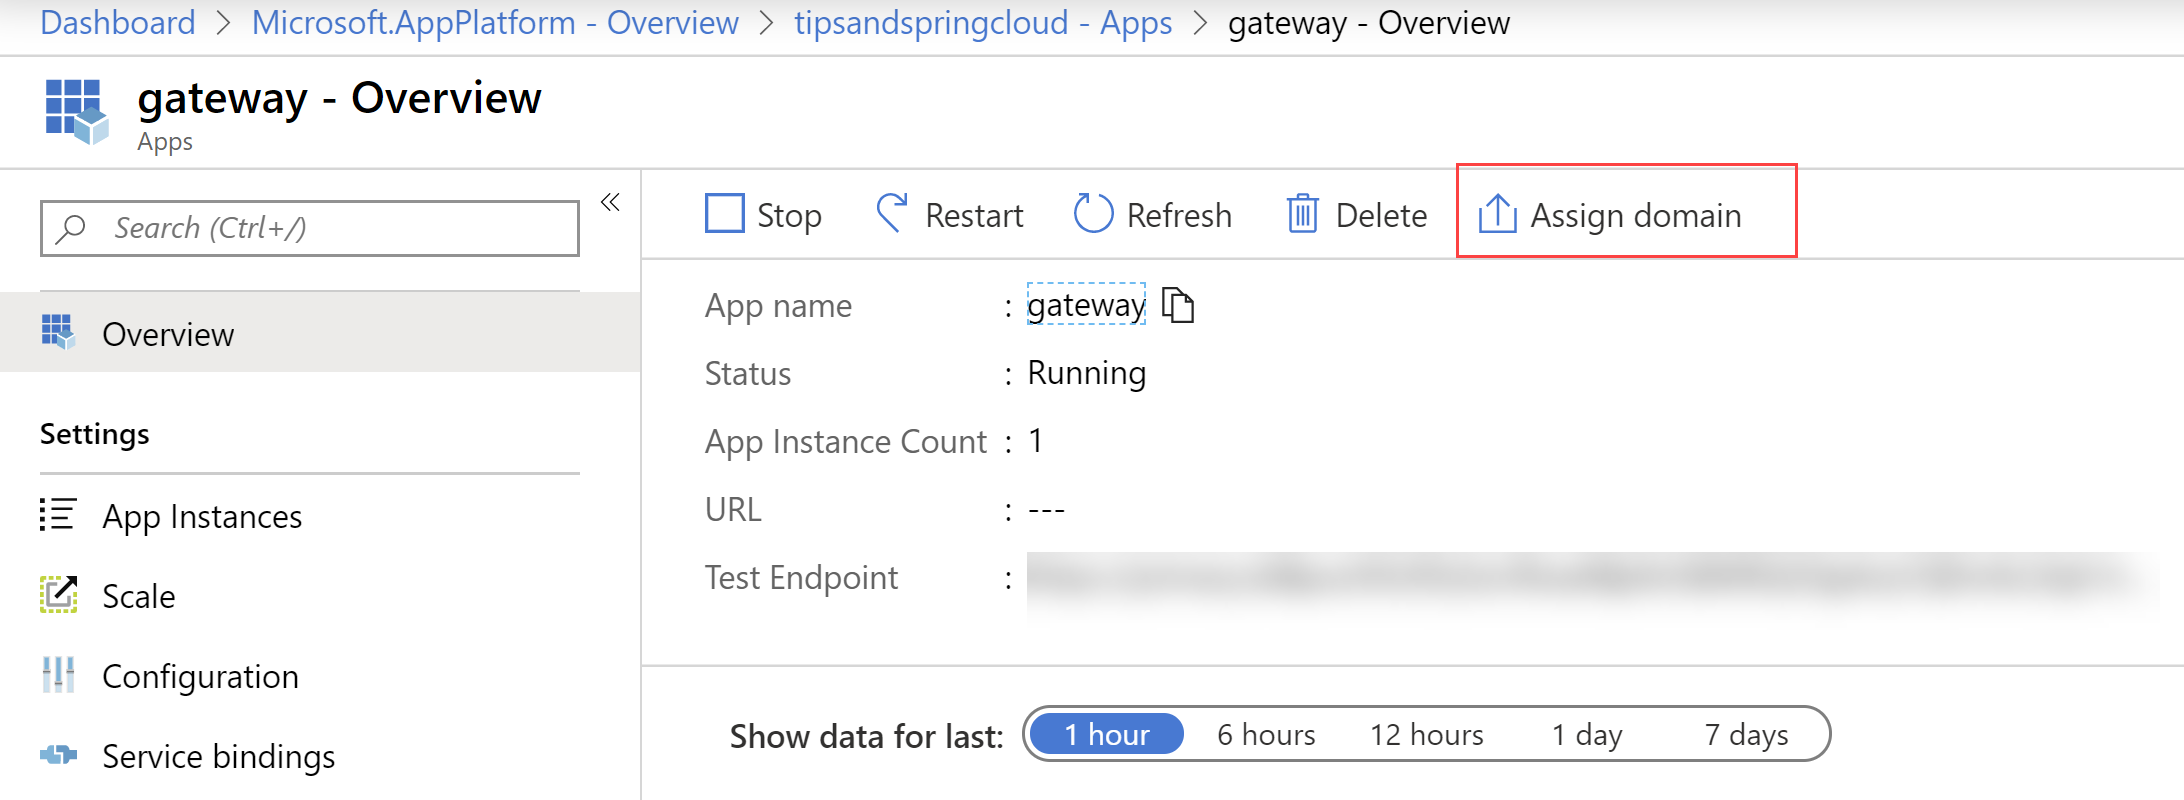 Dashboard > Microsoft.AppPlatform - Overview > tipsandspringcloud - Apps > gateway - Overview
gateway - Overview
Apps
Search (Ctrl+/)
«
Overview
Settings
App Instances
Scale
Configuration
Service bindings
Stop Restart Refresh Delete Assign domain
App name : gateway
Status : Running
App Instance Count : 1
URL : ---
Test Endpoint :
Show data for last: 1 hour 6 hours 12 hours 1 day 7 days